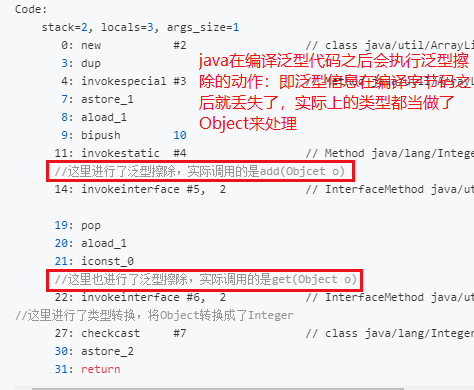 Code:
stack=2, locals=3, args_size=1
0: new #2 // class java/util/ArrayLi
3: dup
4: invokespecial #3
7: astore_1
8: aload_1
9: bipush 10
java在编译泛型代码之后会执行泛型擦
除的动作：即泛型信息在编译字节码之
后就丢失了，实际上的类型都当做了
Object来处理
11: invokestatic #4 // Method java/lang/Intege
//这里进行了泛型擦除，实际调用的是add(Objcet o)
14: invokeinterface #5, 2 // InterfaceMethod java/ut
19: pop
20: aload_1
21: iconst_0
//这里也进行了泛型擦除，实际调用的是get(Object o)
22: invokeinterface #6, 2 // InterfaceMethod java/ut
//这里进行了类型转换，将Object转换成了Integer
27: checkcast #7 // class java/lang/Integer
30: astore_2
31: return